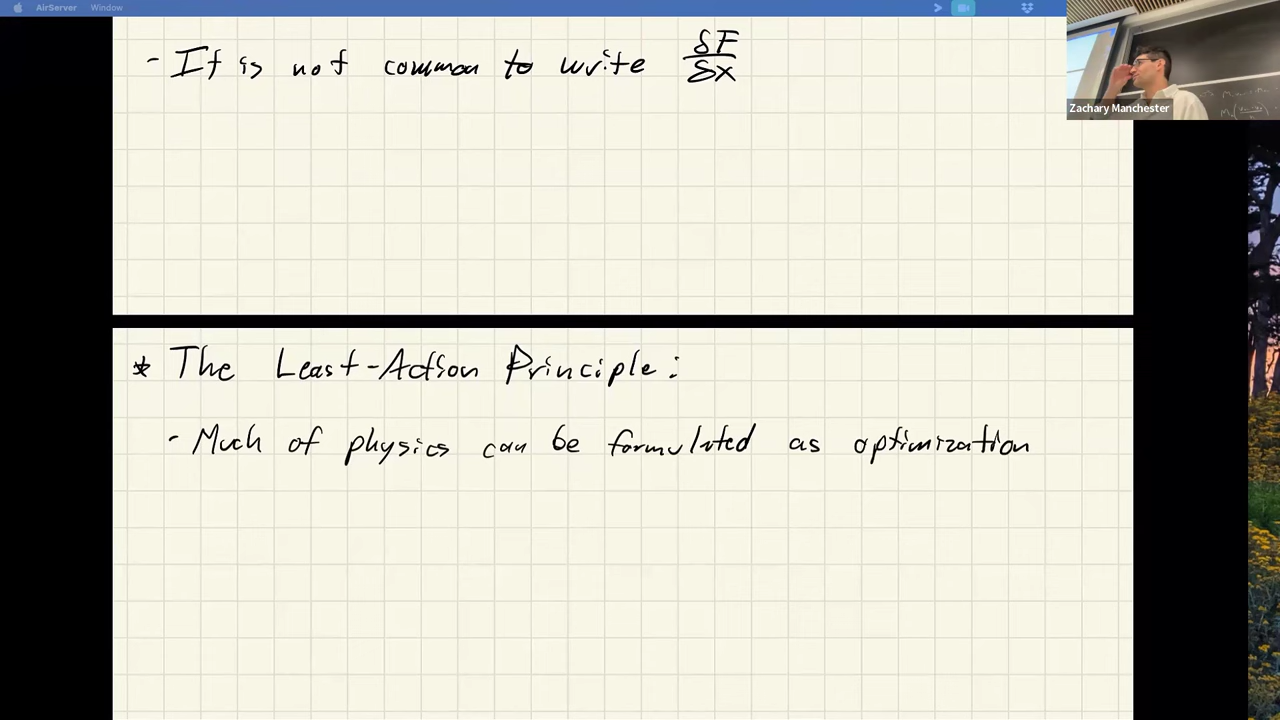 AirServer Window
- It is not common to write δF/δx
Zachary Manchester
* The Least-Action Principle:
- Much of physics can be formulated as optimization